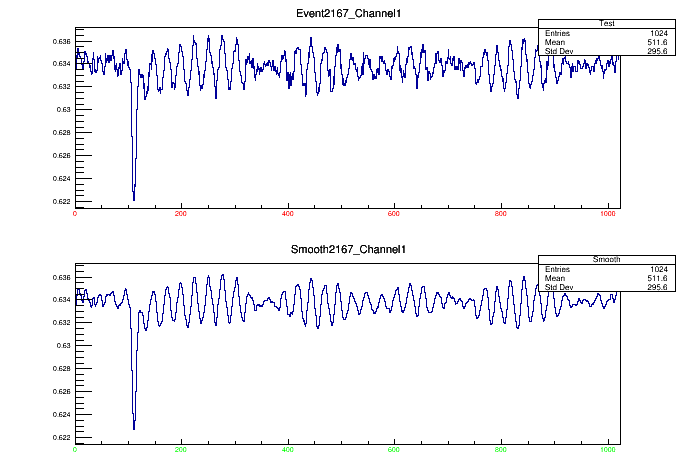 Event2167_Channel1
Test
Entries 1024
Mean 511.6
Std Dev 295.6
0.636
0.634
0.632
0.63
0.628
0.626
0.624
0.622
0 200 400 600 800 1000
Smooth2167_Channel1
Smooth
Entries 1024
Mean 511.6
Std Dev 295.6
0.636
0.634
0.632
0.63
0.628
0.626
0.624
0.622
0 200 400 600 800 1000